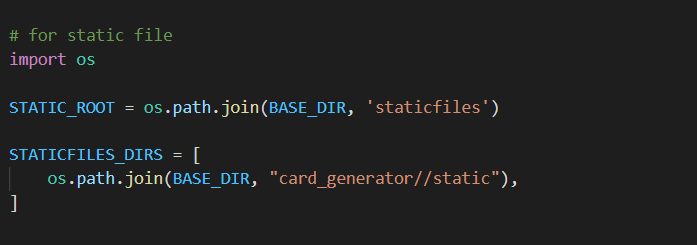 # for static file
import os
STATIC_ROOT = os.path.join(BASE_DIR, 'staticfiles')
STATICFILES_DIRS = [
    os.path.join(BASE_DIR, "card_generator//static"),
]